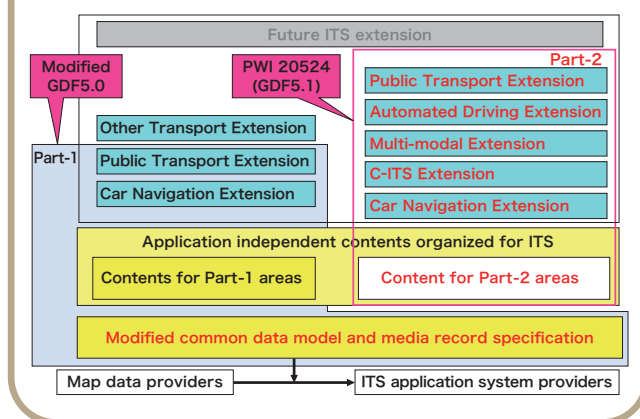 Future ITS extension
Modified
GDF5.0
PWI 20524
(GDF5.1)
Part-2
Public Transport Extension
Automated Driving Extension
Other Transport Extension
Multi-modal Extension
Part-1
Public Transport Extension
C-ITS Extension
Car Navigation Extension
Car Navigation Extension
Application independent contents organized for ITS
Contents for Part-1 areas
Content for Part-2 areas
Modified common data model and media record specification
Map data providers
ITS application system providers